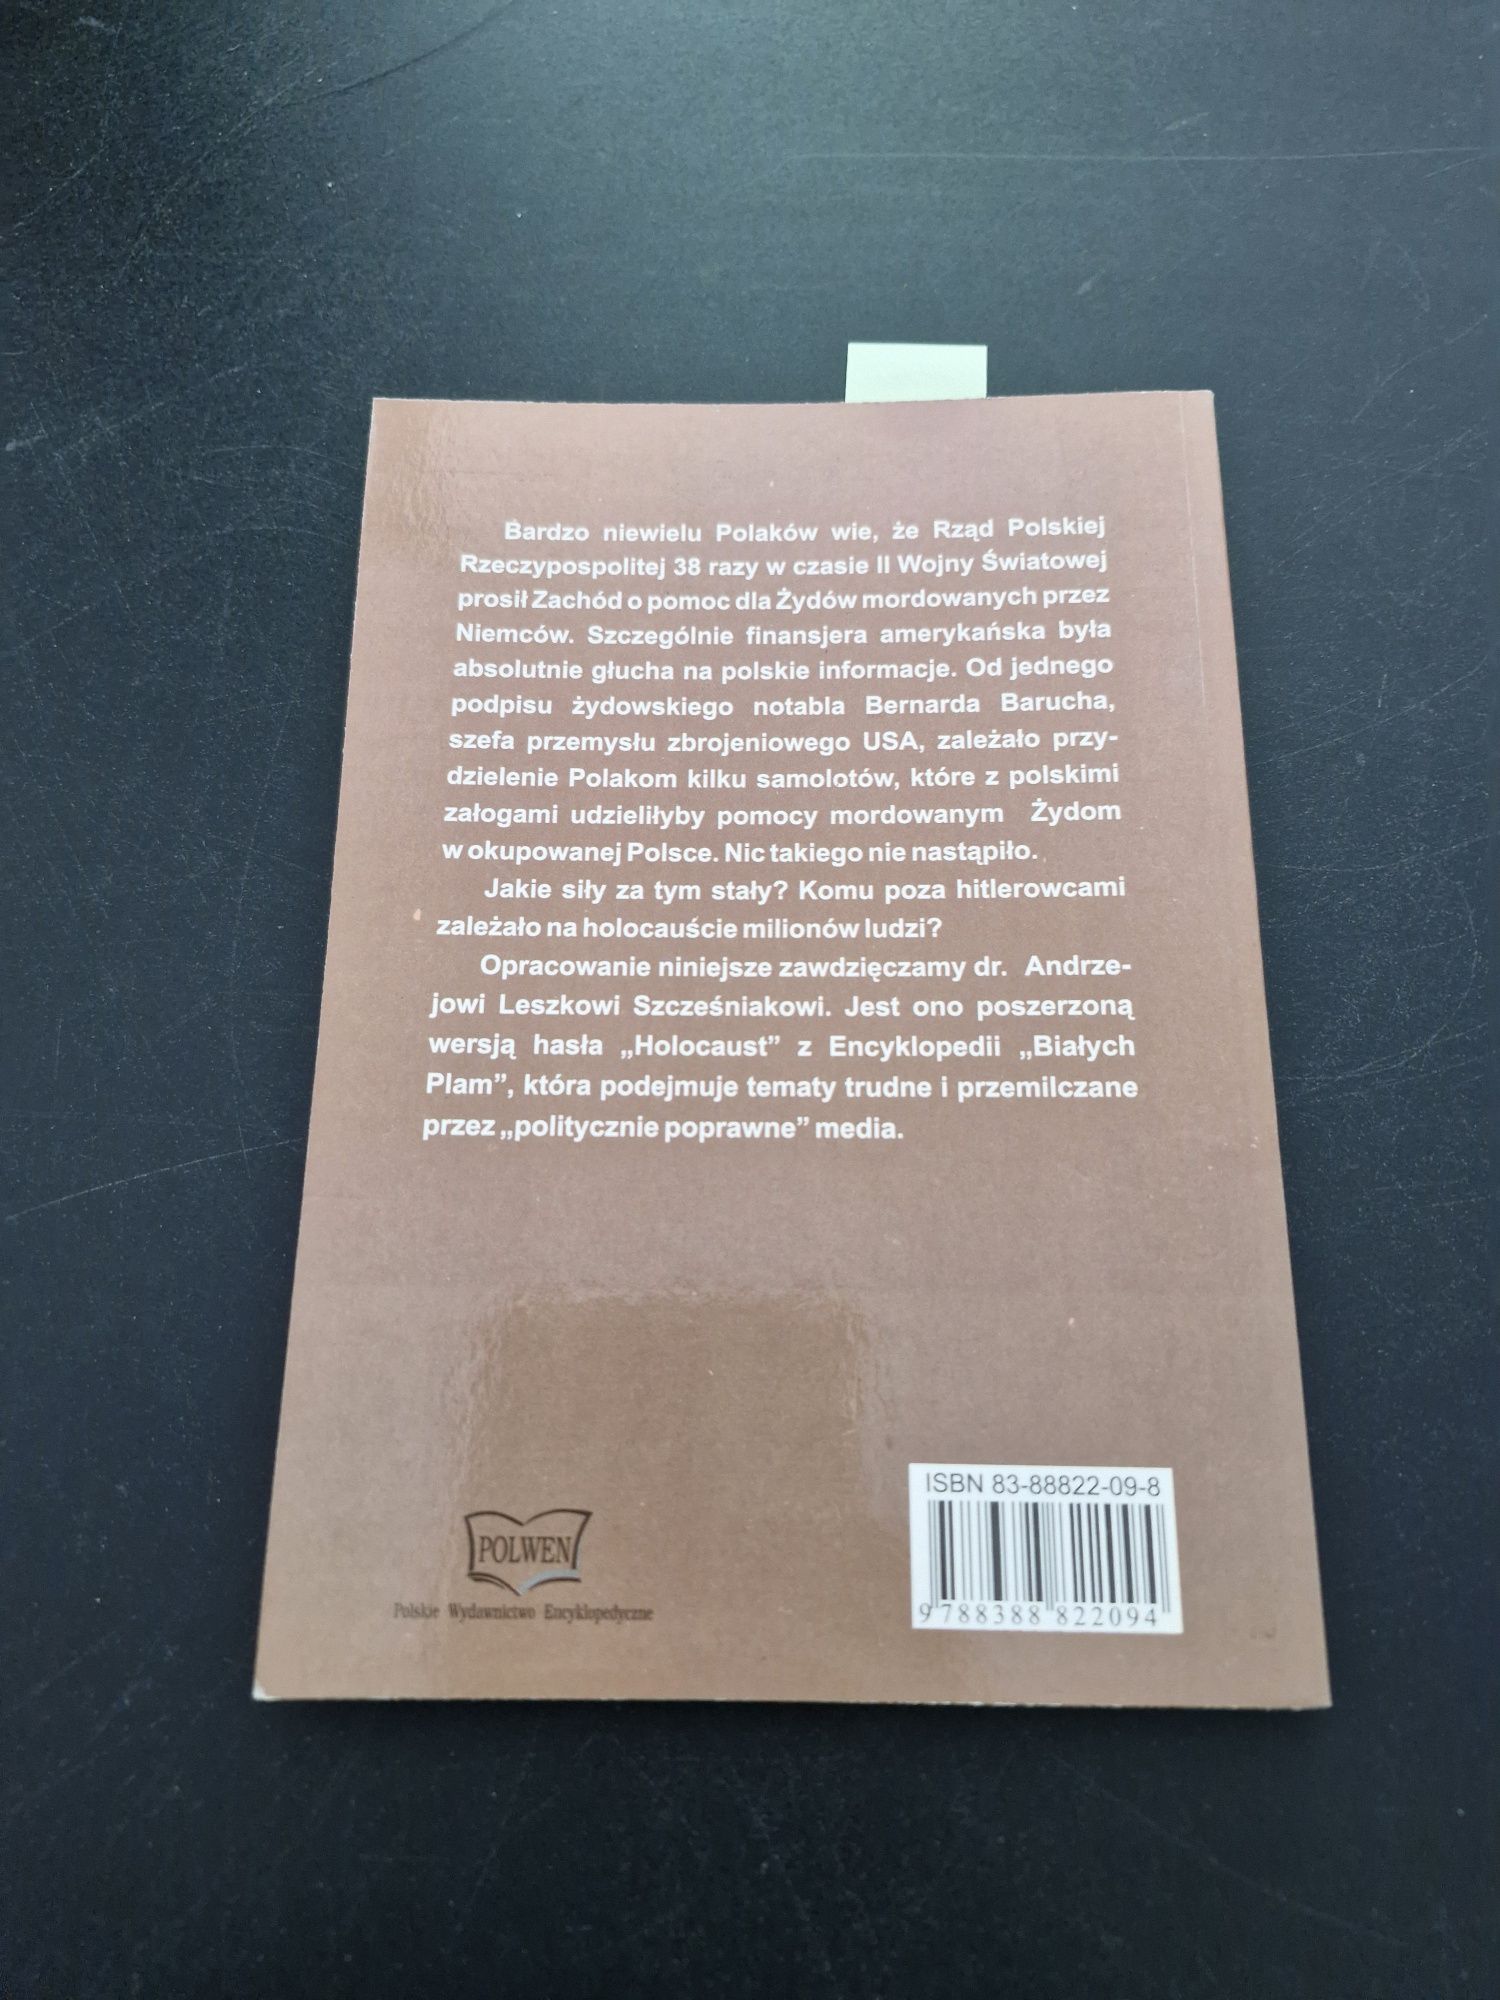 Bardzo niewielu Polaków wie, że Rząd Polskiej
Rzeczypospolitej 38 razy w czasie II Wojny Światowej
prosił Zachód o pomoc dla Żydów mordowanych przez
Niemców. Szczególnie finansjera amerykańska była
absolutnie głucha na polskie informacje. Od jednego
podpisu żydowskiego notabla Bernarda Barucha,
szefa przemysłu zbrojeniowego USA, zależało przy-
dzielenie Polakom kilku samolotów, które z polskimi
załogami udzieliłyby pomocy mordowanym Żydom
w okupowanej Polsce. Nic takiego nie nastąpiło.
Jakie siły za tym stały? Komu poza hitlerowcami
zależało na holocauście milionów ludzi?
Opracowanie niniejsze zawdzięczamy dr. Andrze-
jowi Leszkowi Szcześniakowi. Jest ono poszerzoną
wersją hasła „Holocaust” z Encyklopedii „Białych
Plam”, która podejmuje tematy trudne i przemilczane
przez „politycznie poprawne” media.
POLWEN
Polskie Wydawnictwo Encyklopedyczne
ISBN 83-88822-09-8
9 788388 822094